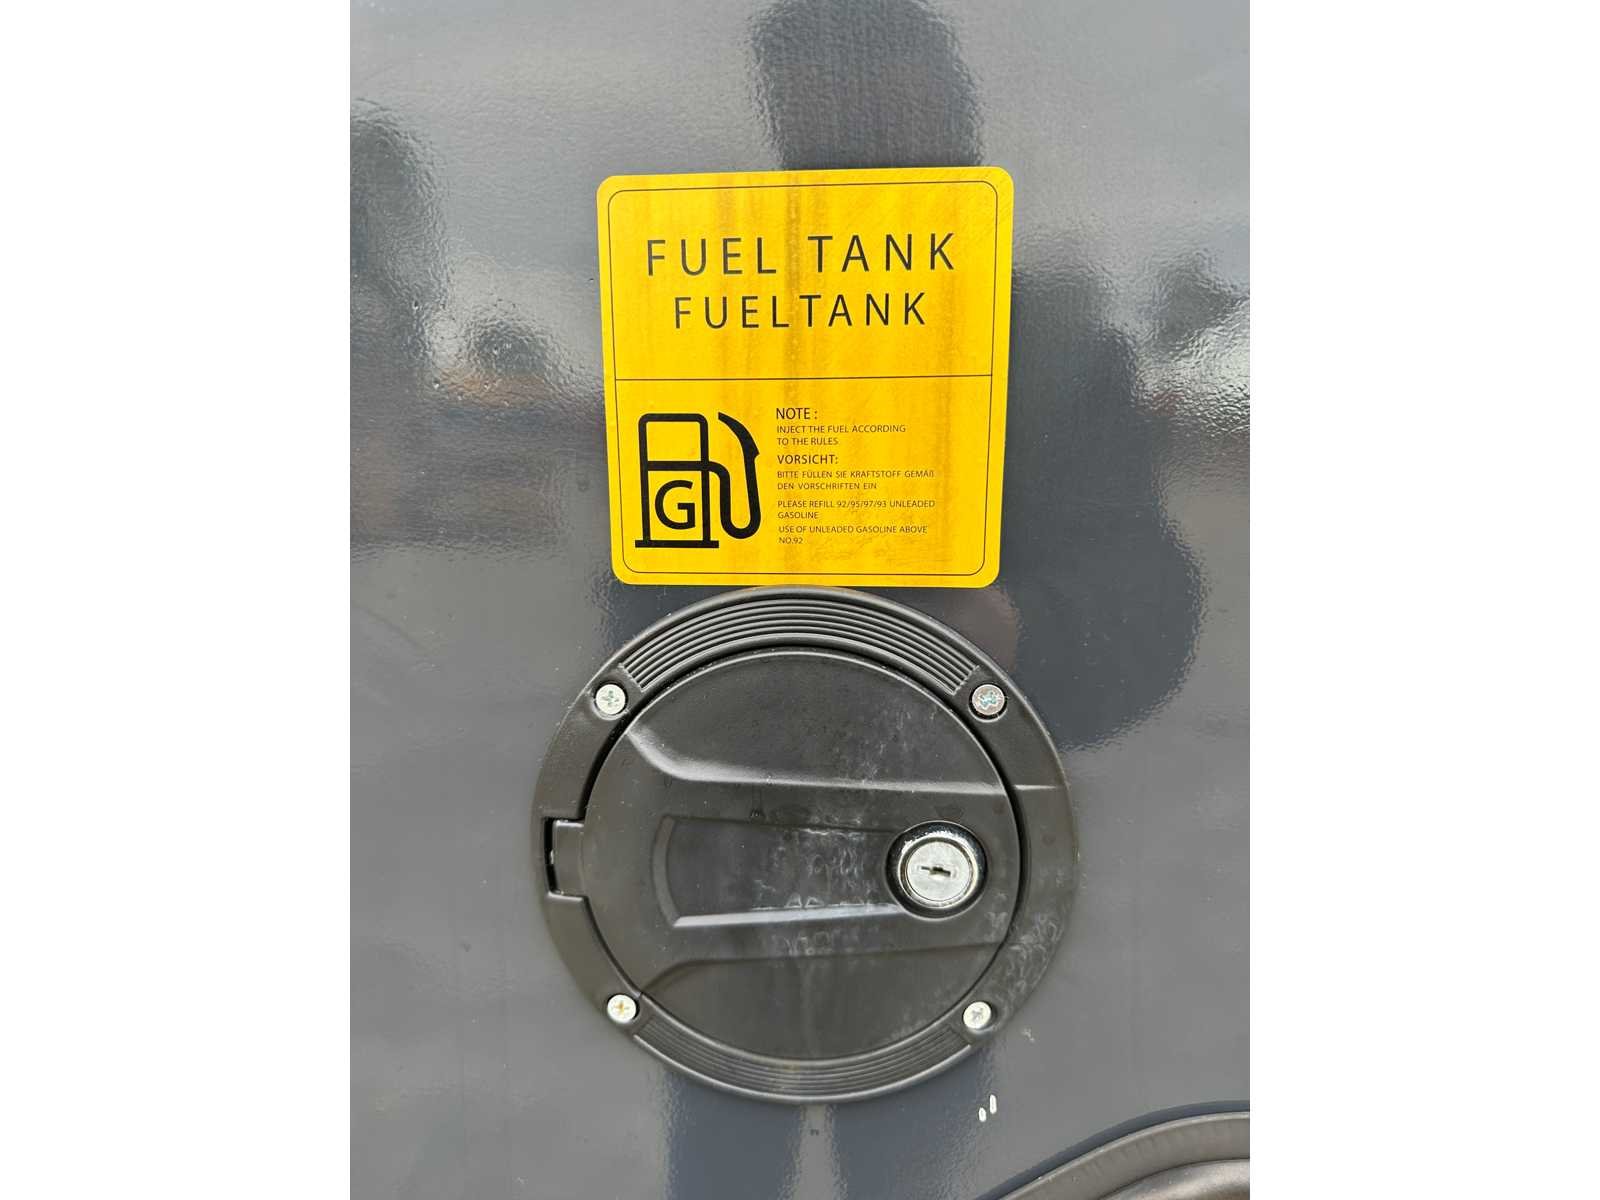 FUEL TANK
FUELTANK
NOTE :
INJECT THE FUEL ACCORDING
TO THE RULES
VORSICHT:
BITTE FÜLLEN SIE KRAFTSTOFF GEMÄß
DEN VORSCHRIFTEN EIN
PLEASE REFILL 92/95/97/93 UNLEADED
GASOLINE
USE OF UNLEADED GASOLINE ABOVE
NO.92
G